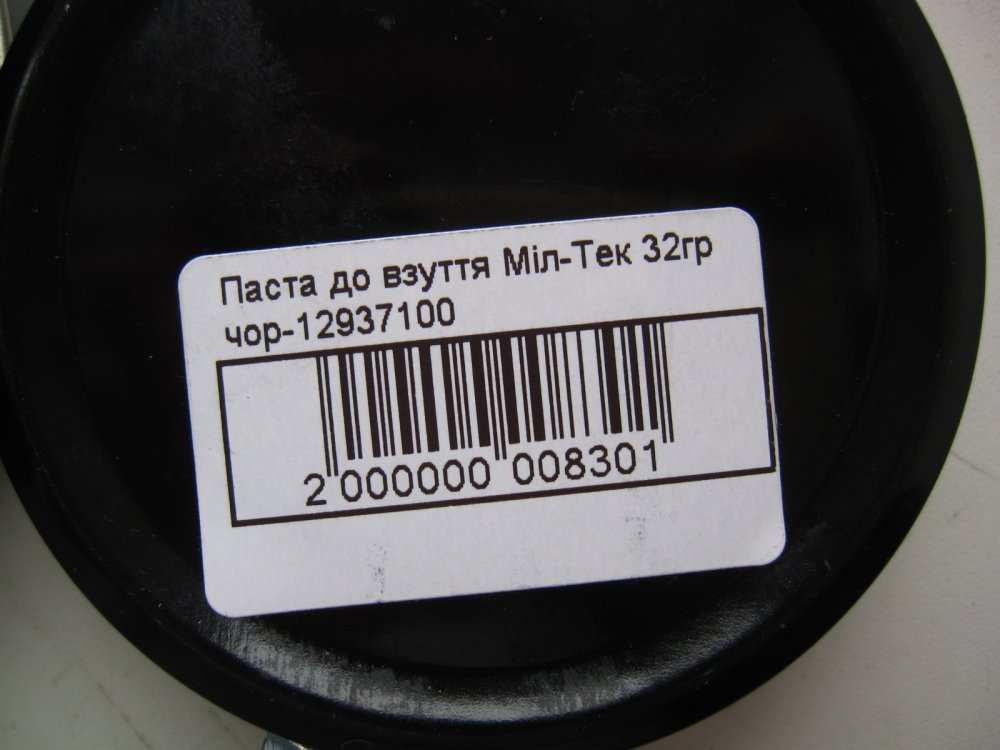 Паста до взуття Міл-Тек 32гр
чор-12937100
2 000000 008301